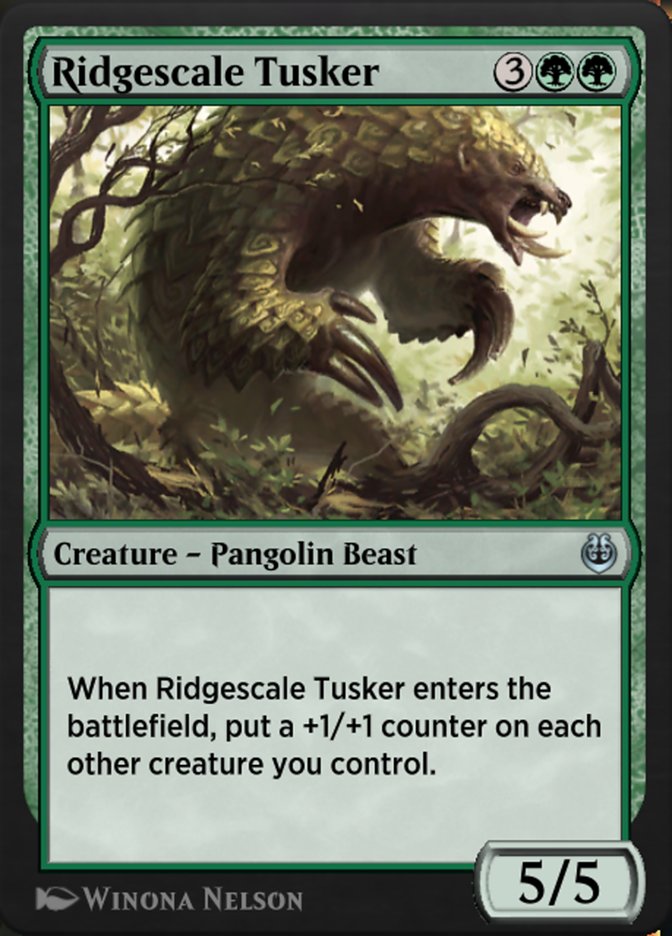 Ridgescale Tusker 3
Creature – Pangolin Beast
When Ridgescale Tusker enters the
battlefield, put a +1/+1 counter on each
other creature you control.
5/5
Winona Nelson